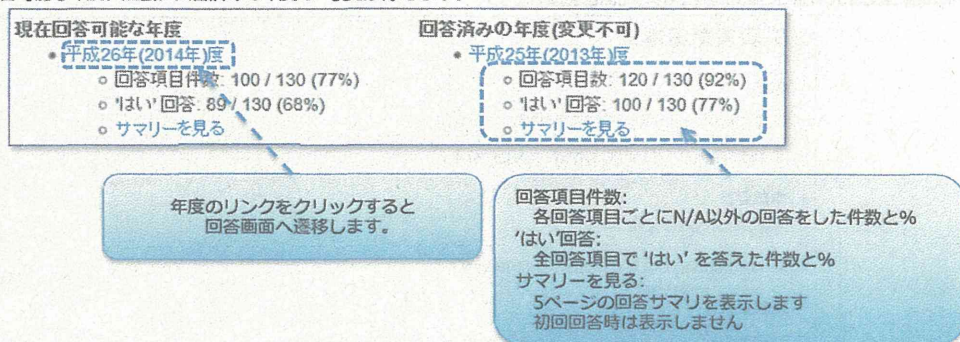 現在回答可能な年度
• 平成26年(2014年)度
○ 回答項目件数: 100 / 130 (77%)
○ 'はい' 回答: 89 / 130 (68%)
○ サマリーを見る
回答済みの年度(変更不可)
• 平成25年(2013年)度
○ 回答項目数: 120 / 130 (92%)
○ 'はい' 回答: 100 / 130 (77%)
○ サマリーを見る
年度のリンクをクリックすると
回答画面へ遷移します。
回答項目件数:
各回答項目ごとにN/A以外の回答をした件数と%
'はい'回答:
全回答項目で 'はい' を答えた件数と%
サマリーを見る:
5ページの回答サマリを表示します
初回回答時は表示しません